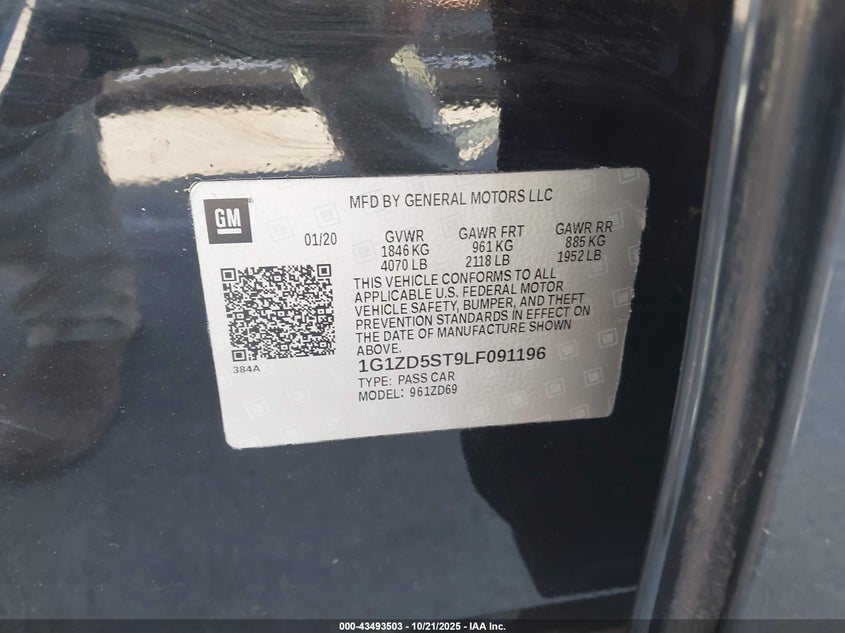 MFD BY GENERAL MOTORS LLC
GM
01/20
GVWR
1846 KG
4070 LB
GAWR FRT
961 KG
2118 LB
GAWR RR
885 KG
1952 LB
THIS VEHICLE CONFORMS TO ALL
APPLICABLE U.S. FEDERAL MOTOR
VEHICLE SAFETY, BUMPER, AND THEFT
PREVENTION STANDARDS IN EFFECT ON
THE DATE OF MANUFACTURE SHOWN
ABOVE.
384A
1G1ZD5ST9LF091196
TYPE: PASS CAR
MODEL: 961ZD69
000-43493503 - 10/21/2025 - IAA Inc.